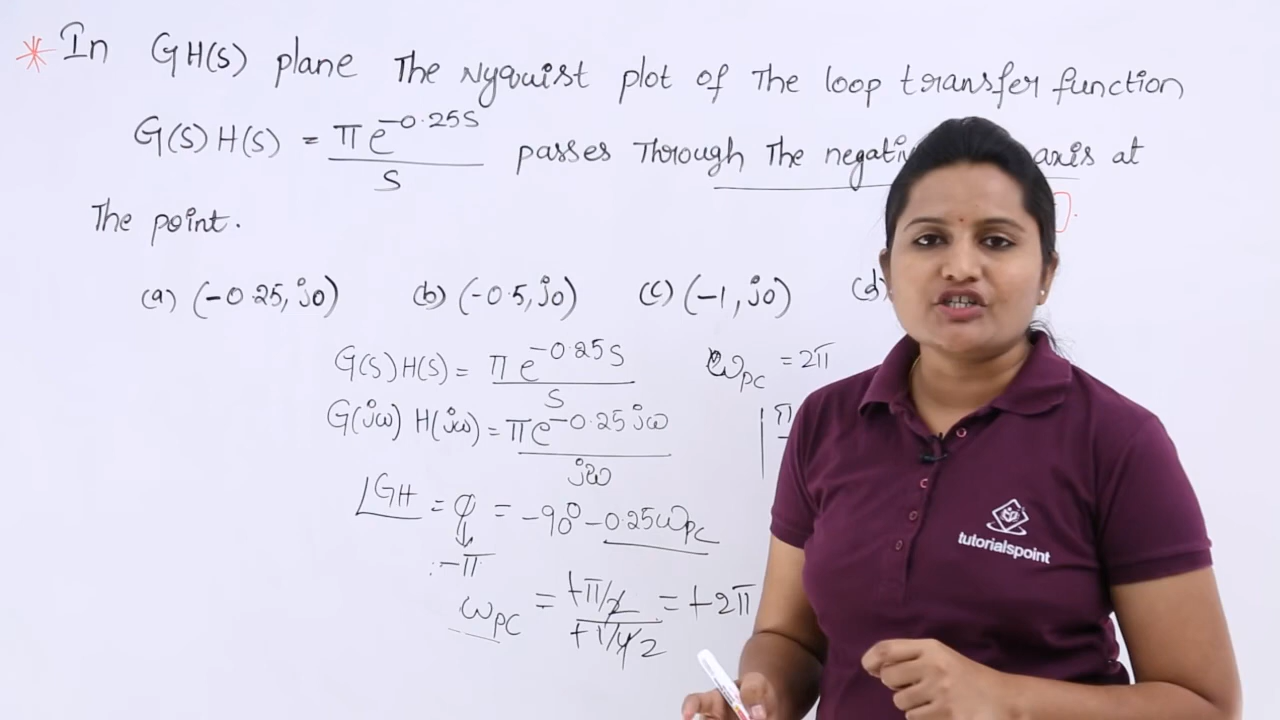 * In GH(S) plane The Nyquist plot of The loop transfer function
G(S) H(S) = πe^-0.25S / S passes Through The negati axis at
The point.
(a) (-0.25, j0) (b) (-0.5, j0) (c) (-1, j0) (d)
G(S)H(S) = πe^-0.25S / S
ωPC = 2π
G(jω) H(jω) = πe^-0.25jω / jω
∠GH = φ = -90° - 0.25ωPC
-π
ωPC = +π/2 / +1/4 2 = +2π
tutorialspoint